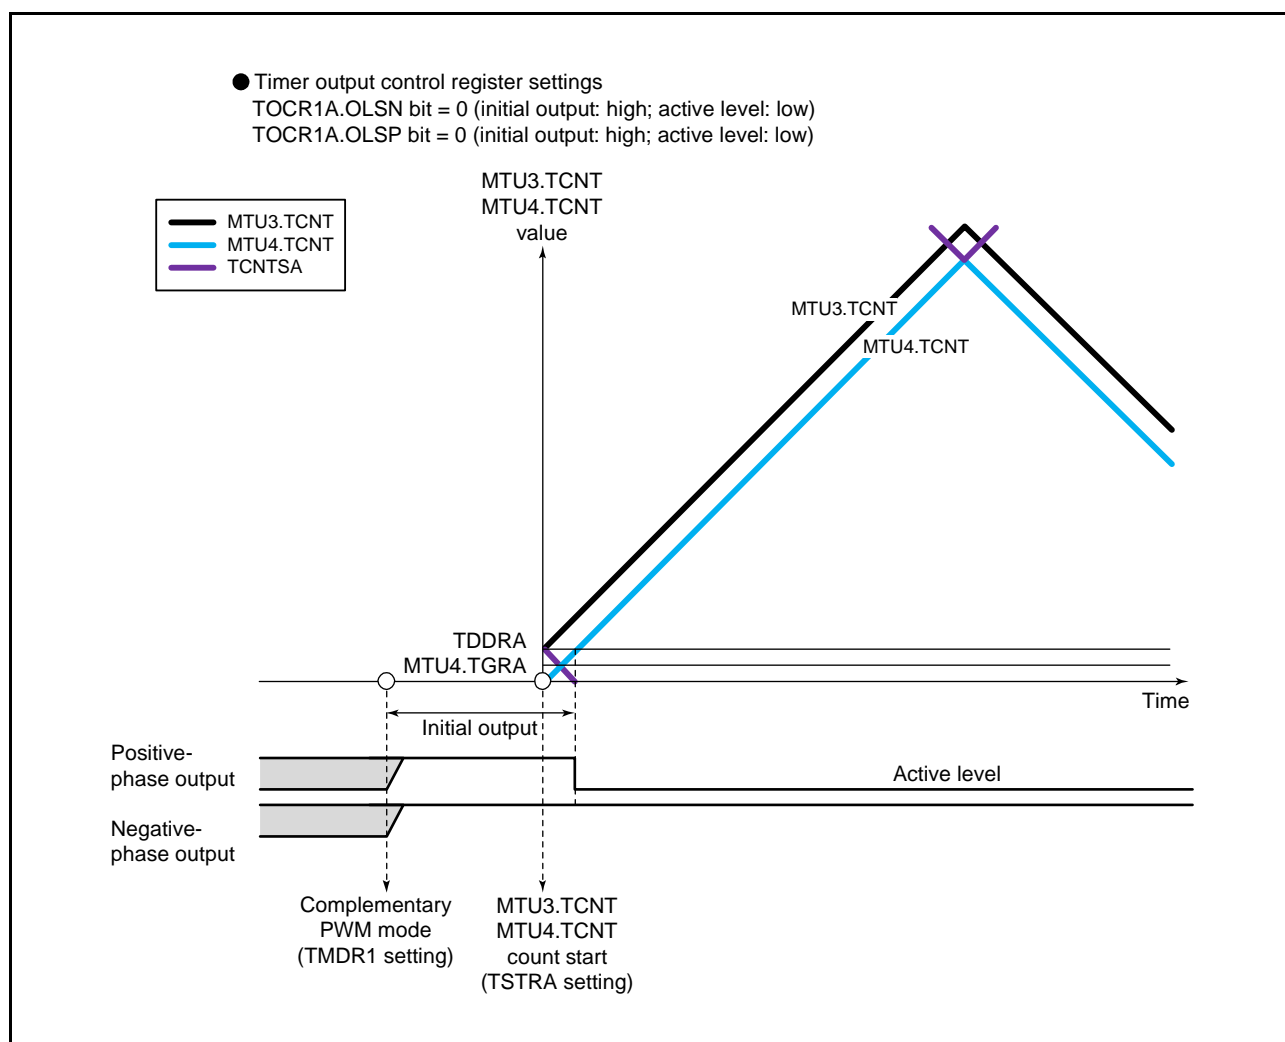 ● Timer output control register settings
TOCR1A.OLSN bit = 0 (initial output: high; active level: low)
TOCR1A.OLSP bit = 0 (initial output: high; active level: low)
MTU3.TCNT
MTU4.TCNT
value
MTU3.TCNT
MTU4.TCNT
TCNTSA
MTU3.TCNT
MTU4.TCNT
TDDRA
MTU4.TGRA
Time
Initial output
Positive-
phase output
Active level
Negative-
phase output
Complementary
PWM mode
(TMDR1 setting)
MTU3.TCNT
MTU4.TCNT
count start
(TSTRA setting)